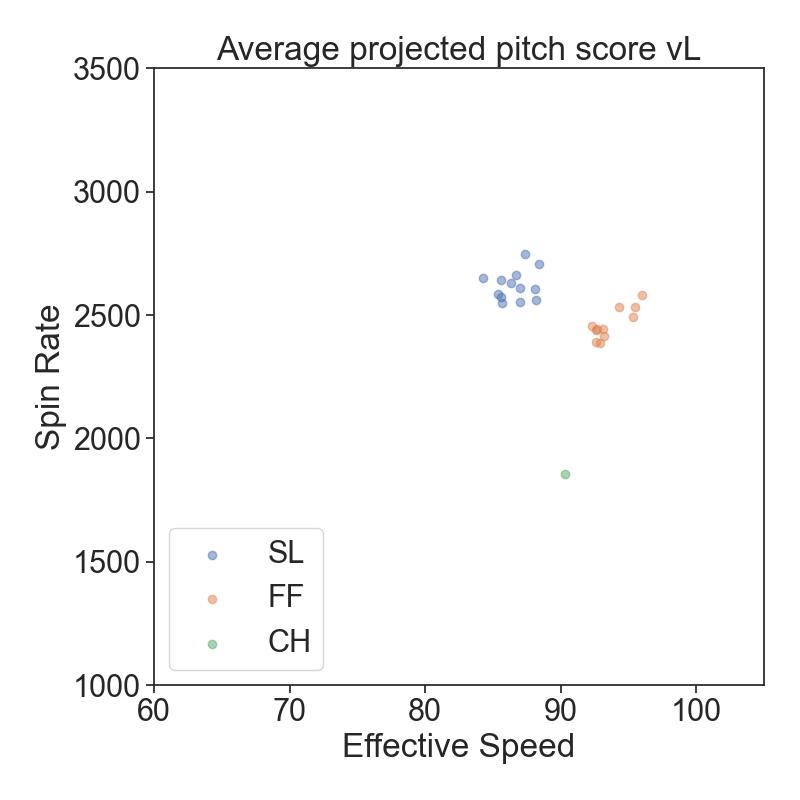 Average projected pitch score vL
3500
3000
2500
2000
1500
1000
Spin Rate
SL
FF
CH
60 70 80 90 100
Effective Speed